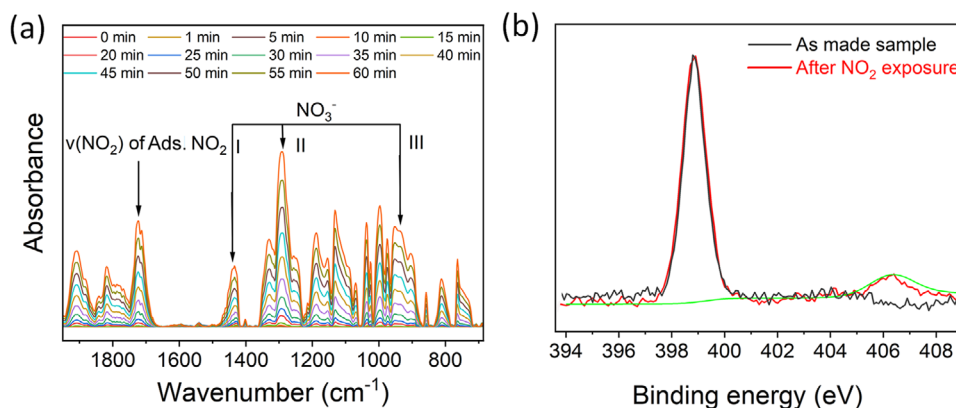 (a)
0 min 1 min 5 min 10 min 15 min
20 min 25 min 30 min 35 min 40 min
45 min 50 min 55 min 60 min
NO₃⁻
ν(NO₂) of Ads. NO₂ I II III
Absorbance
1800 1600 1400 1200 1000 800
Wavenumber (cm⁻¹)
(b)
As made sample
After NO₂ exposure
394 396 398 400 402 404 406 408
Binding energy (eV)